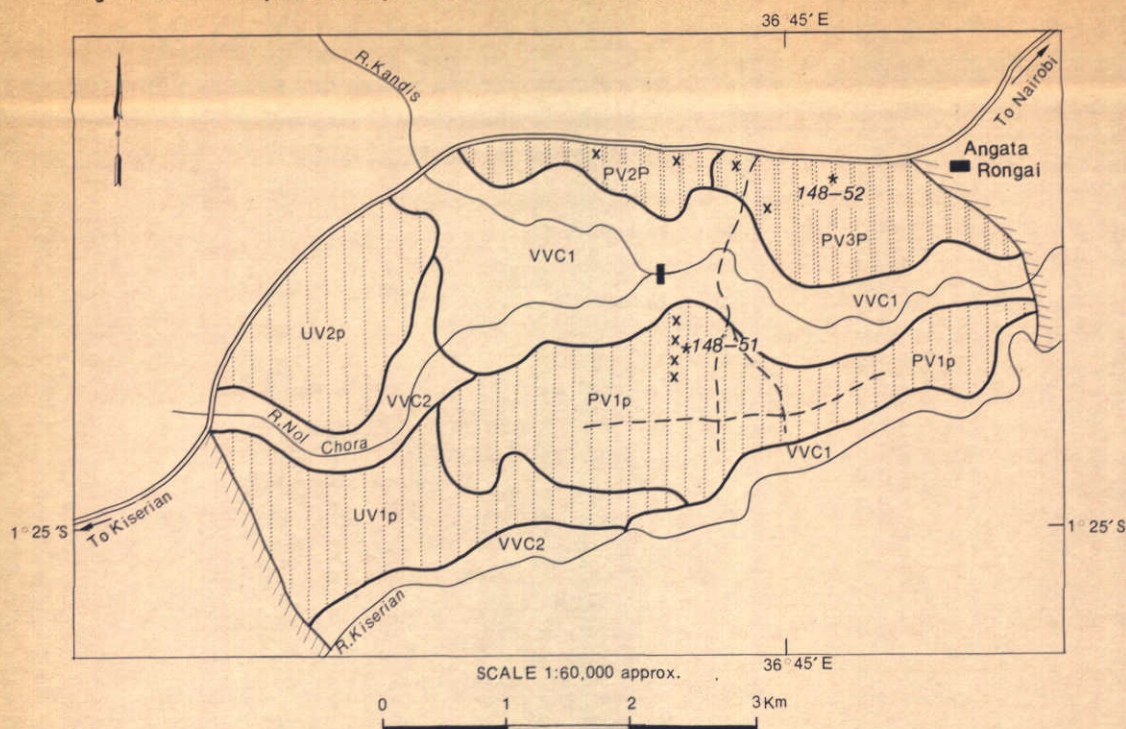 36°45′E
R.Kandis
To Nairobi
Angata
Rongai
148–52
PV2P
PV3P
VVC1
VVC1
UV2p
148–51
PV1p
PV1p
VVC2
R.Nol
Chora
VVC1
UV1p
VVC2
To Kiserian
1°25′S
1°25′S
R.Kiserian
36°45′E
SCALE 1:60,000 approx.
0 1 2 3 Km